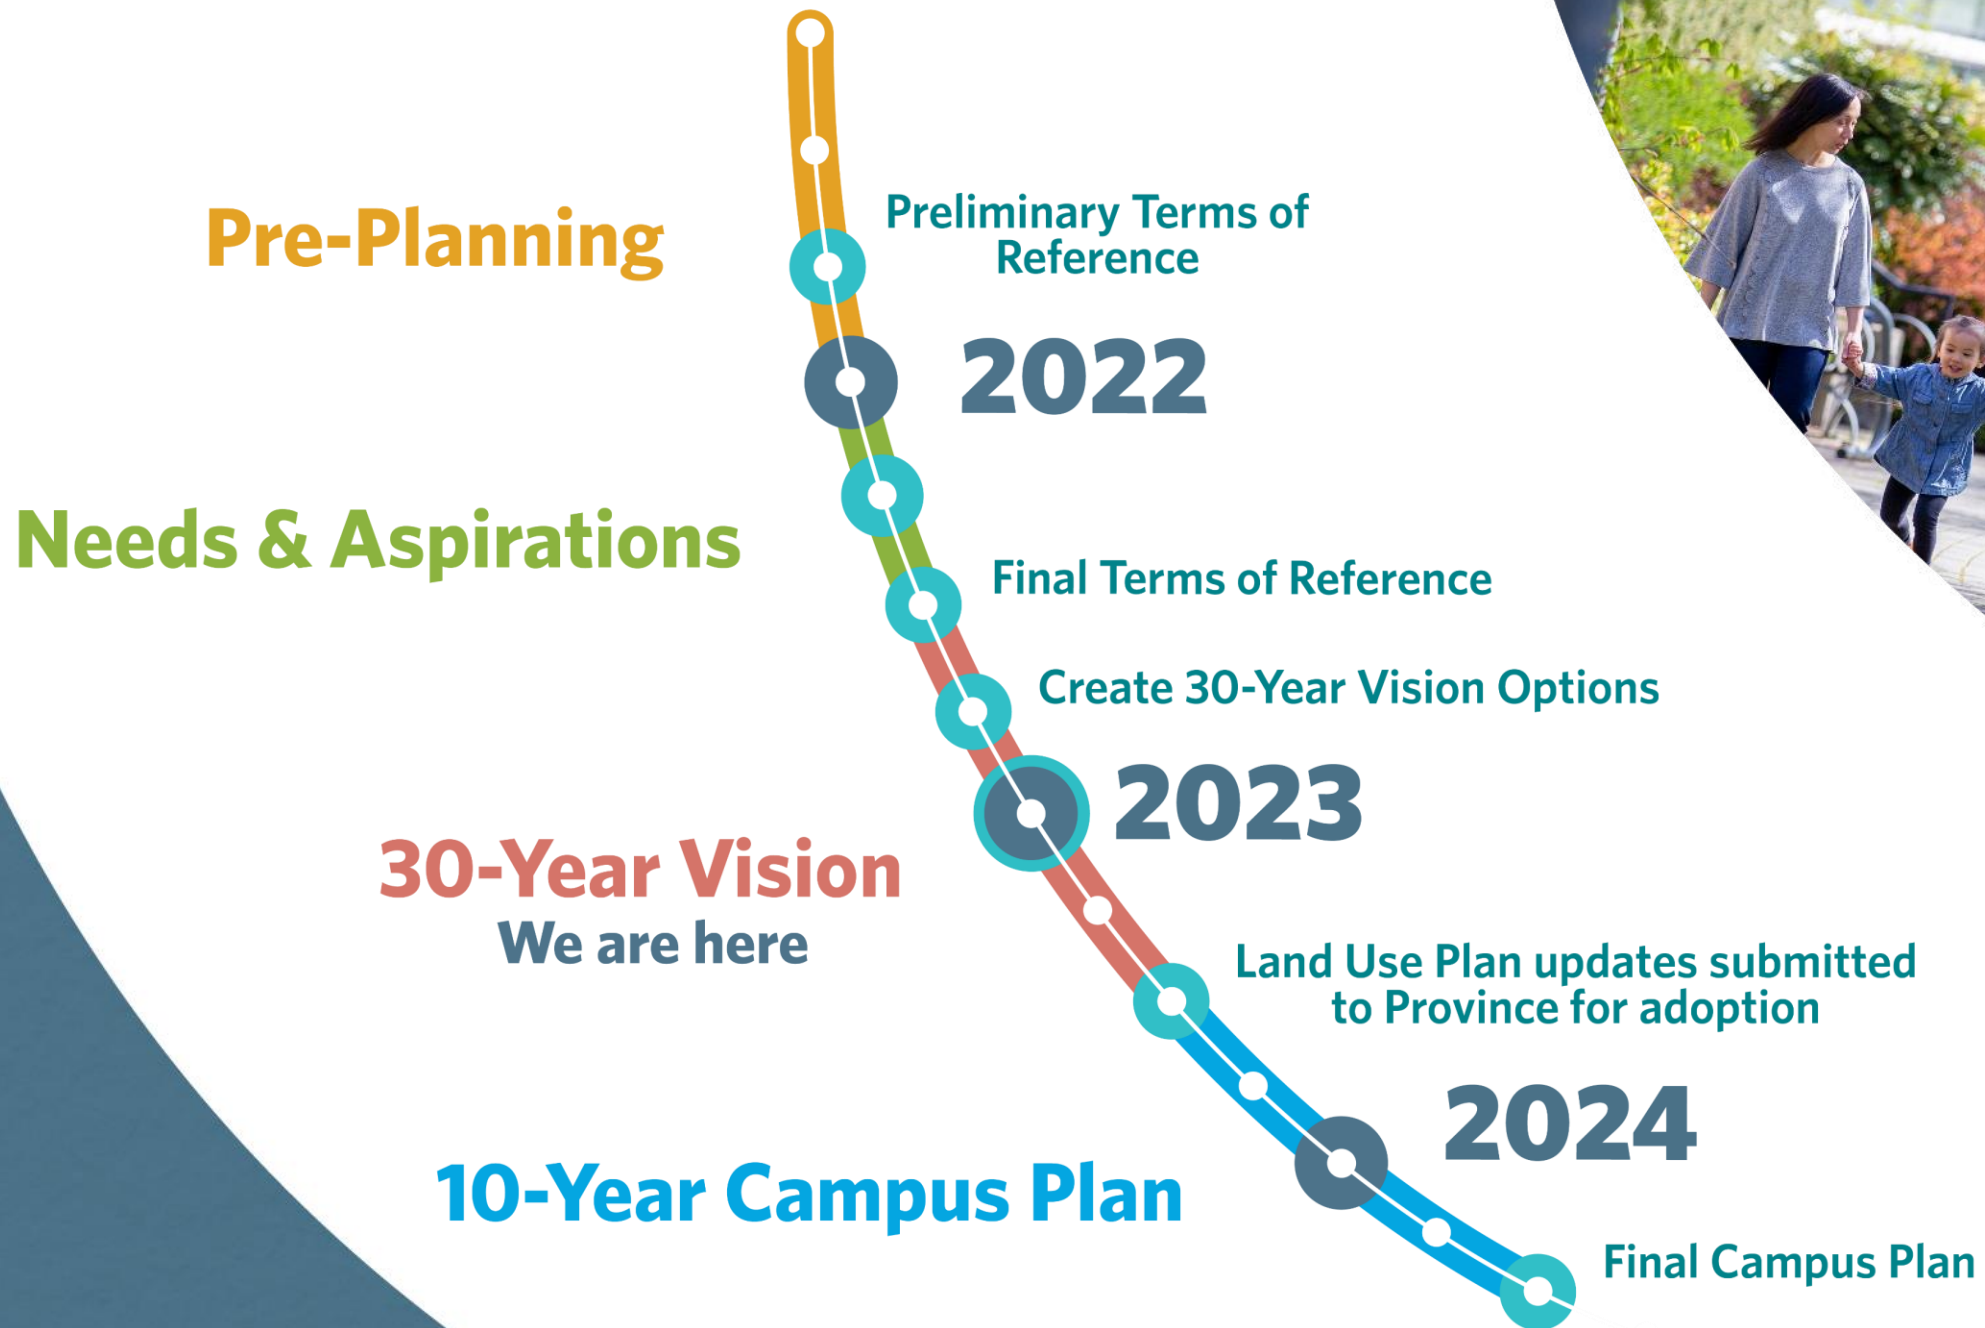 Pre-Planning
Preliminary Terms of
Reference
2022
Needs & Aspirations
Final Terms of Reference
Create 30-Year Vision Options
2023
30-Year Vision
We are here
Land Use Plan updates submitted
to Province for adoption
2024
10-Year Campus Plan
Final Campus Plan